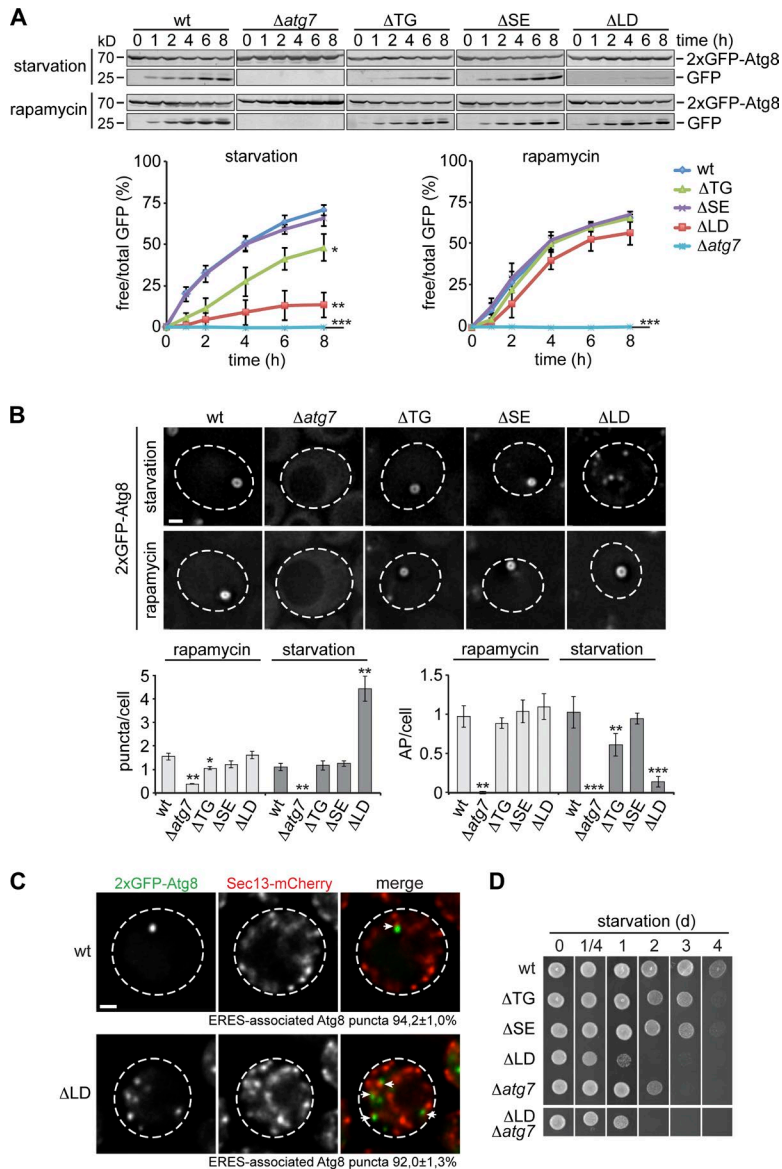 A
wt Δatg7 ΔTG ΔSE ΔLD
kD 0 1 2 4 6 8 0 1 2 4 6 8 0 1 2 4 6 8 0 1 2 4 6 8 0 1 2 4 6 8 time (h)
starvation 70 2xGFP-Atg8
25 GFP
rapamycin 70 2xGFP-Atg8
25 GFP
starvation
free/total GFP (%)
100
75
50
25
0
*
**
***
0 2 4 6 8
time (h)
rapamycin
free/total GFP (%)
100
75
50
25
0
***
0 2 4 6 8
time (h)
wt
ΔTG
ΔSE
ΔLD
Δatg7
B
wt Δatg7 ΔTG ΔSE ΔLD
2xGFP-Atg8
starvation
rapamycin
rapamycin starvation
puncta/cell
5
4
3
2
1
0
** * ** **
wt Δatg7 ΔTG ΔSE ΔLD wt Δatg7 ΔTG ΔSE ΔLD
rapamycin starvation
AP/cell
1.5
1
0.5
0
** *** ** ***
wt Δatg7 ΔTG ΔSE ΔLD wt Δatg7 ΔTG ΔSE ΔLD
C
2xGFP-Atg8 Sec13-mCherry merge
wt
ERES-associated Atg8 puncta 94,2±1,0%
ΔLD
ERES-associated Atg8 puncta 92,0±1,3%
D
starvation (d)
0 1/4 1 2 3 4
wt
ΔTG
ΔSE
ΔLD
Δatg7
ΔLD
Δatg7